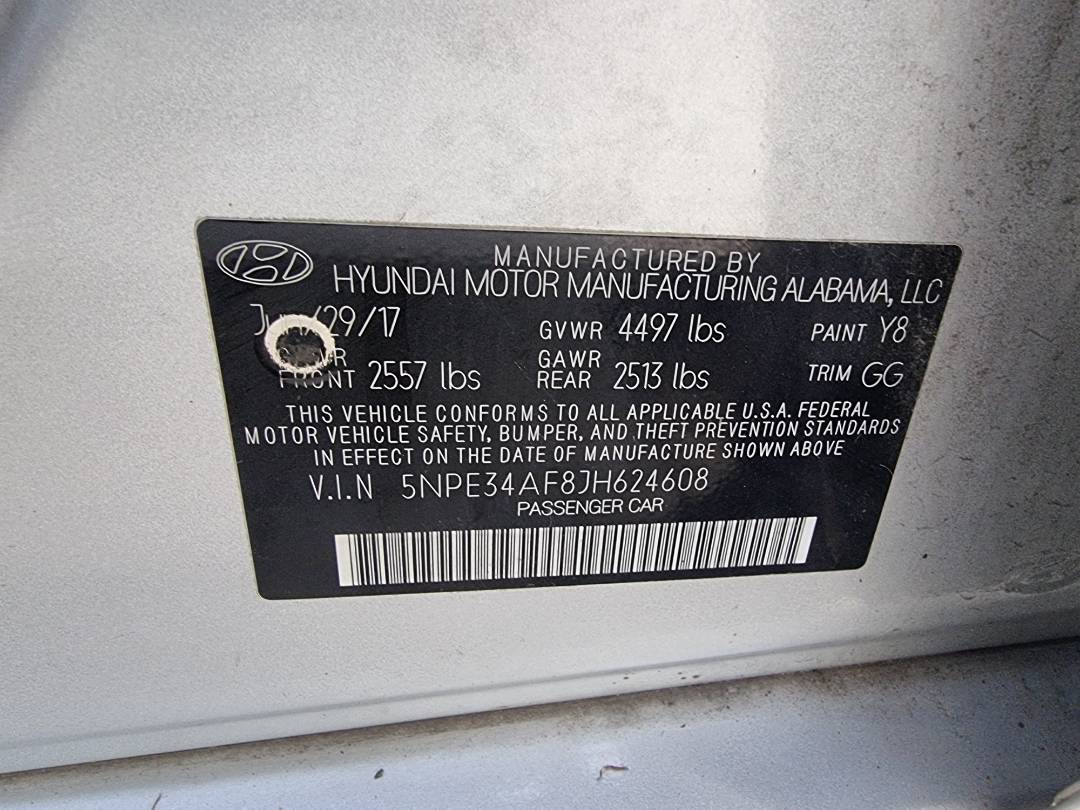 MANUFACTURED BY
HYUNDAI MOTOR MANUFACTURING ALABAMA, LLC
/29/17 GVWR 4497 lbs PAINT Y8
FRONT 2557 lbs GAWR REAR 2513 lbs TRIM GG
THIS VEHICLE CONFORMS TO ALL APPLICABLE U.S.A. FEDERAL
MOTOR VEHICLE SAFETY, BUMPER, AND THEFT PREVENTION STANDARDS
IN EFFECT ON THE DATE OF MANUFACTURE SHOWN ABOVE
V.I.N 5NPE34AF8JH624608
PASSENGER CAR